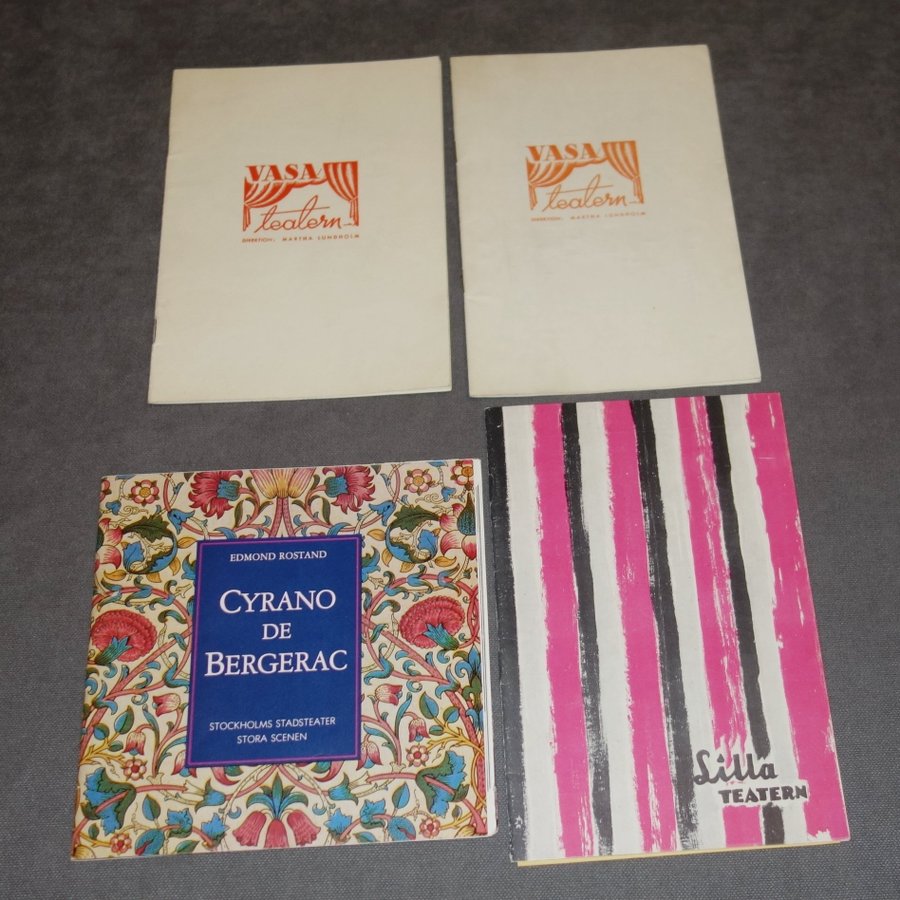 VASA
teatern
DIREKTION: MARTHA LUNDHOLM
VASA
teatern
DIREKTION: MARTHA LUNDHOLM
EDMOND ROSTAND
CYRANO
DE
BERGERAC
STOCKHOLMS STADSTEATER
STORA SCENEN
Lilla
TEATERN